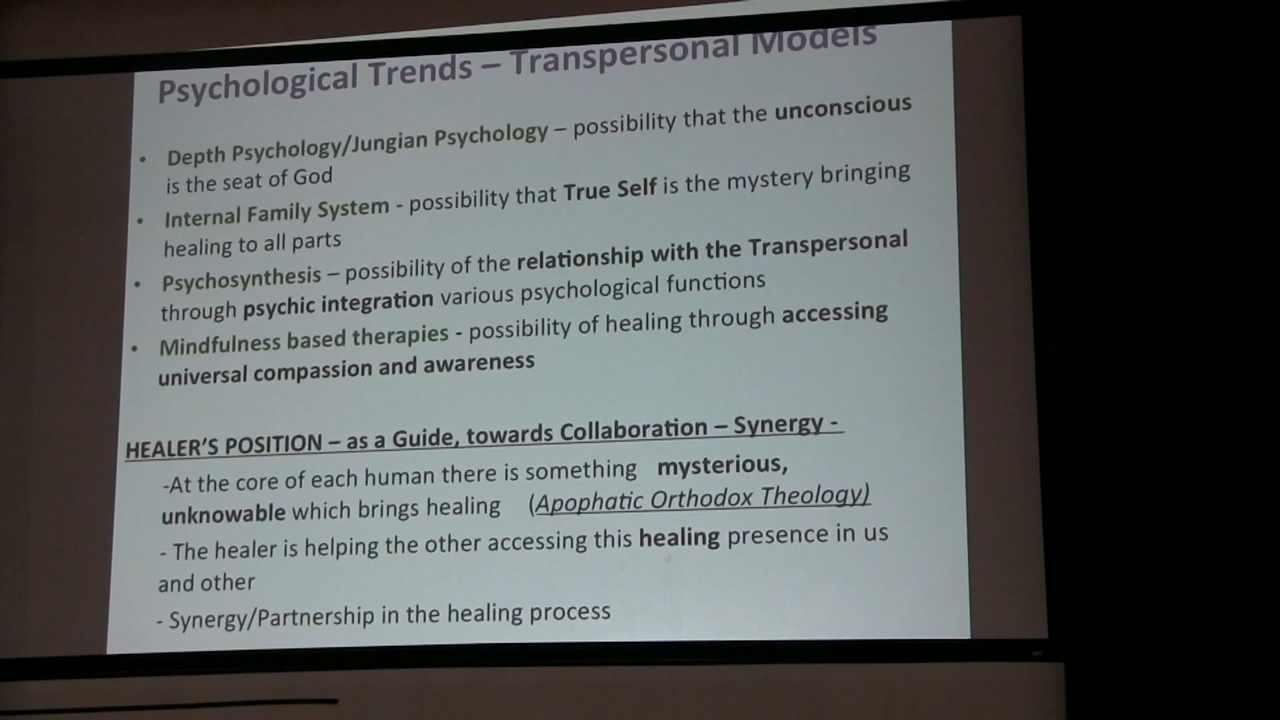 Psychological Trends – Transpersonal Models
• Depth Psychology/Jungian Psychology – possibility that the unconscious
is the seat of God
• Internal Family System - possibility that True Self is the mystery bringing
healing to all parts
• Psychosynthesis – possibility of the relationship with the Transpersonal
through psychic integration various psychological functions
• Mindfulness based therapies - possibility of healing through accessing
universal compassion and awareness
HEALER'S POSITION – as a Guide, towards Collaboration – Synergy -
-At the core of each human there is something mysterious,
unknowable which brings healing (Apophatic Orthodox Theology)
- The healer is helping the other accessing this healing presence in us
and other
- Synergy/Partnership in the healing process